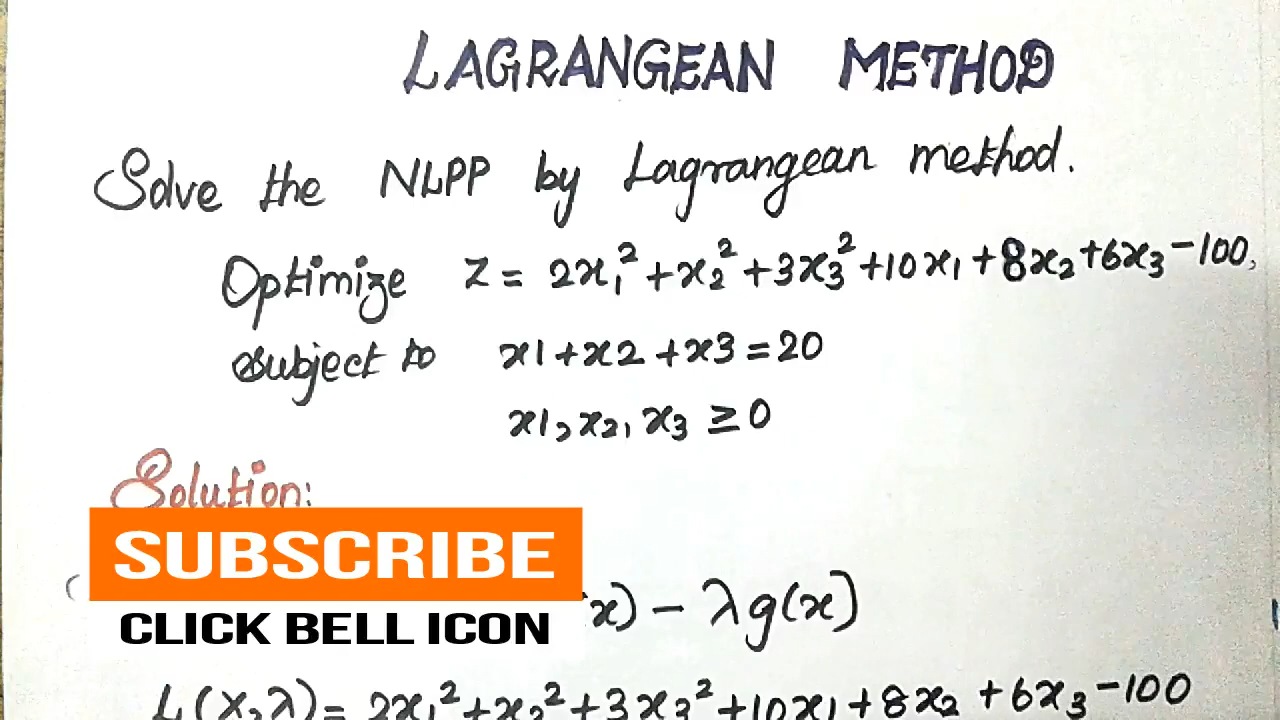 LAGRANGEAN METHOD
Solve the NLPP by Lagrangean method.
Optimize Z = 2x₁² + x₂² + 3x₃² + 10x₁ + 8x₂ + 6x₃ - 100,
subject to x1 + x2 + x3 = 20
x1, x₂, x₃ ≥ 0
Solution:
SUBSCRIBE
CLICK BELL ICON
(x) - λg(x)
L(X, λ) = 2x₁² + x₂² + 3x₃² + 10x₁ + 8x₂ + 6x₃ - 100